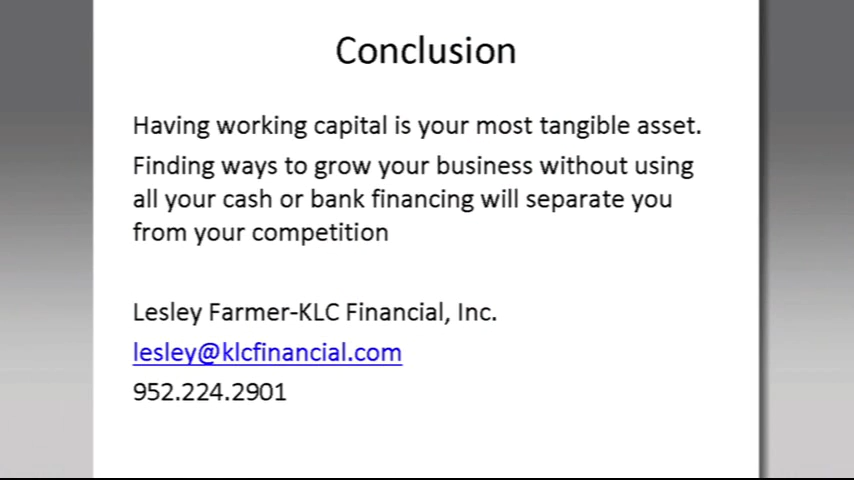 Conclusion
Having working capital is your most tangible asset.
Finding ways to grow your business without using
all your cash or bank financing will separate you
from your competition
Lesley Farmer-KLC Financial, Inc.
lesley@klcfinancial.com
952.224.2901